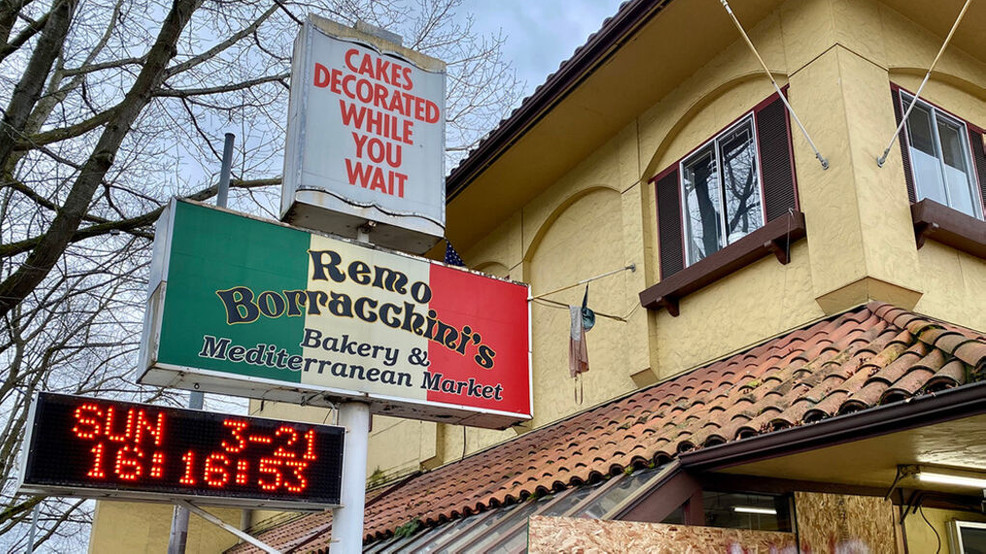 CAKES
DECORATED
WHILE
YOU
WAIT
Remo
Borracchini's
Bakery &
Mediterranean Market
SUN 3-21
16:16:53